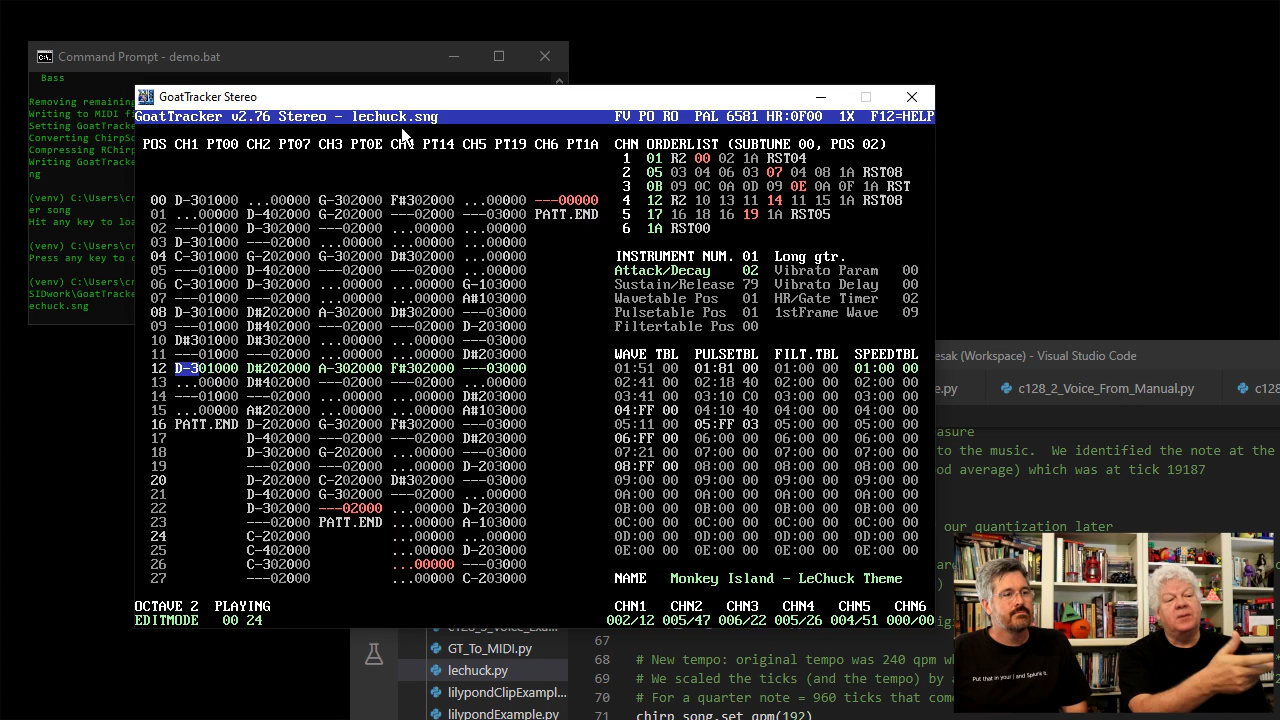 Command Prompt - demo.bat
Bass
Removing remaining
Writing to MIDI fi
Setting GoatTracke
Converting ChirpSo
Compressing RChirp
Writing GoatTracke
ng
(venv) C:\Users\cr
er song
Hit any key to loa
(venv) C:\Users\cr
Press any key to c
(venv) C:\Users\cr
SIDwork\GoatTracke
echuck.sng
GoatTracker Stereo
GoatTracker v2.76 Stereo - lechuck.sng FV PO RO PAL 6581 HR:0F00 1X F12=HELP
POS CH1 PT00 CH2 PT07 CH3 PT0E CH4 PT14 CH5 PT19 CH6 PT1A
00 D-301000 ...00000 G-302000 F#302000 ...00000 ---00000
01 ...00000 D-402000 G-202000 ---02000 ---03000 PATT.END
02 ---01000 D-302000 ---02000 ...00000 ---03000
03 D-301000 ---02000 ...00000 ...00000 ...00000
04 C-301000 G-302000 ...00000 D#302000 ...00000
05 ---01000 D-402000 ...00000 ---02000 ...00000
06 C-301000 D-302000 ...00000 ...00000 G-103000
07 ---01000 ---02000 ...00000 ...00000 A#203000
08 D-301000 D#202000 A-302000 D#302000 ---03000
09 ---01000 D#402000 ---02000 ---02000 D-203000
10 D#301000 D#302000 ...00000 ...00000 ---03000
11 ---01000 ---02000 ...00000 ...00000 D#203000
12 D-301000 D#202000 A-302000 F#302000 ---03000
13 ...00000 D#402000 ---02000 ---02000 ...00000
14 ---01000 ---02000 ...00000 ...00000 D#203000
15 ...00000 A#202000 ...00000 ...00000 A#103000
16 PATT.END D-202000 G-302000 F#302000 ---03000
17 D-402000 ---02000 ---02000 D#203000
18 D-302000 G-202000 ...00000 ---03000
19 ---02000 ---02000 ...00000 D-203000
20 D-202000 C-202000 D#302000 ---03000
21 D-402000 G-302000 ---02000 ...00000
22 D-302000 ---02000 ...00000 D-203000
23 ---02000 PATT.END ...00000 A-103000
24 C-202000 ...00000 ---03000
25 C-402000 ...00000 D-203000
26 C-302000 ...00000 ---03000
27 ---02000 C-203000
OCTAVE 2 PLAYING
EDITMODE 00 24
CHN ORDERLIST (SUBTUNE 00, POS 02)
1 01 R2 00 02 1A RST04
2 05 03 04 06 03 07 04 08 1A RST08
3 0B 09 0C 0A 0D 09 0E 0A 0F 1A RST
4 12 R2 10 13 11 14 11 15 1A RST08
5 17 16 18 16 19 1A RST05
6 1A RST00
INSTRUMENT NUM. 01 Long gtr.
Attack/Decay 02 Vibrato Param 00
Sustain/Release 79 Vibrato Delay 00
Wavetable Pos 01 HR/Gate Timer 02
Pulsetable Pos 01 1stFrame Wave 09
Filtertable Pos 00
WAVE TBL PULSETBL FILT.TBL SPEEDTBL
01:51 00 01:81 00 01:00 00 01:00 00
02:41 00 02:18 40 02:00 00 02:00 00
03:41 00 03:10 C0 03:00 00 03:00 00
04:FF 00 04:10 40 04:00 00 04:00 00
05:11 00 05:FF 03 05:00 00 05:00 00
06:FF 00 06:00 00 06:00 00 06:00 00
07:21 00 07:00 00 07:00 00 07:00 00
08:FF 00 08:00 00 08:00 00 08:00 00
09:00 00 09:00 00 09:00 00 09:00 00
0A:00 00 0A:00 00 0A:00 00 0A:00 00
0B:00 00 0B:00 00 0B:00 00 0B:00 00
0C:00 00 0C:00 00 0C:00 00 0C:00 00
0D:00 00 0D:00 00 0D:00 00 0D:00 00
0E:00 00 0E:00 00 0E:00 00 0E:00 00
NAME Monkey Island - LeChuck Theme
CHN1 CHN2 CHN3 CHN4 CHN5 CHN6
002/12 005/47 006/22 005/26 004/51 000/00
esak (Workspace) - Visual Studio Code
e.py c128_2_Voice_From_Manual.py c12
asure
to the music. We identified the note at the
od average) which was at tick 19187
our quantization later
GT_To_MIDI.py
lechuck.py
lilypondClipExampl...
lilypondExample.py
67
68 # New tempo: original tempo was 240 qpm w
69 # We scaled the ticks (and the tempo) by a
70 # For a quarter note = 960 ticks that com
71 chirp_song.set_qpm(192)
Put that in your | and Splunk it.